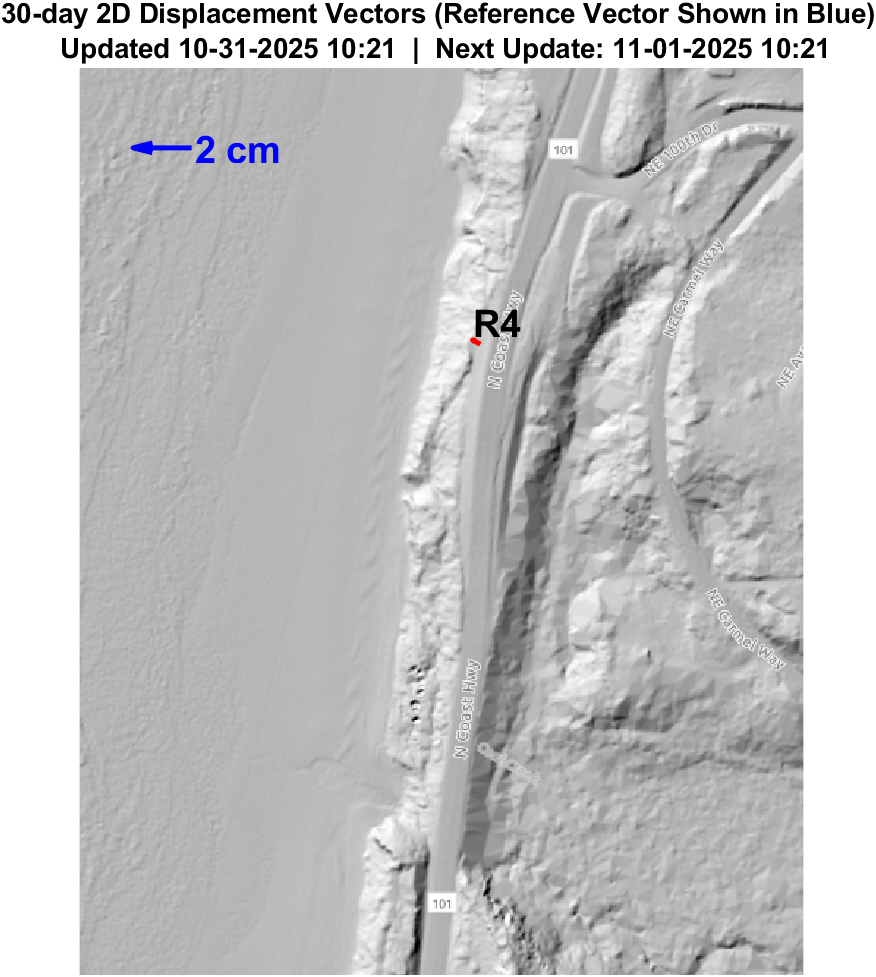 30-day 2D Displacement Vectors (Reference Vector Shown in Blue)
Updated 10-31-2025 10:21 | Next Update: 11-01-2025 10:21
2 cm
101
NE 100th Dr
NE Carmel Way
R4
N Coast Hwy
NE
NE Carmel Way
N Coast Hwy
101